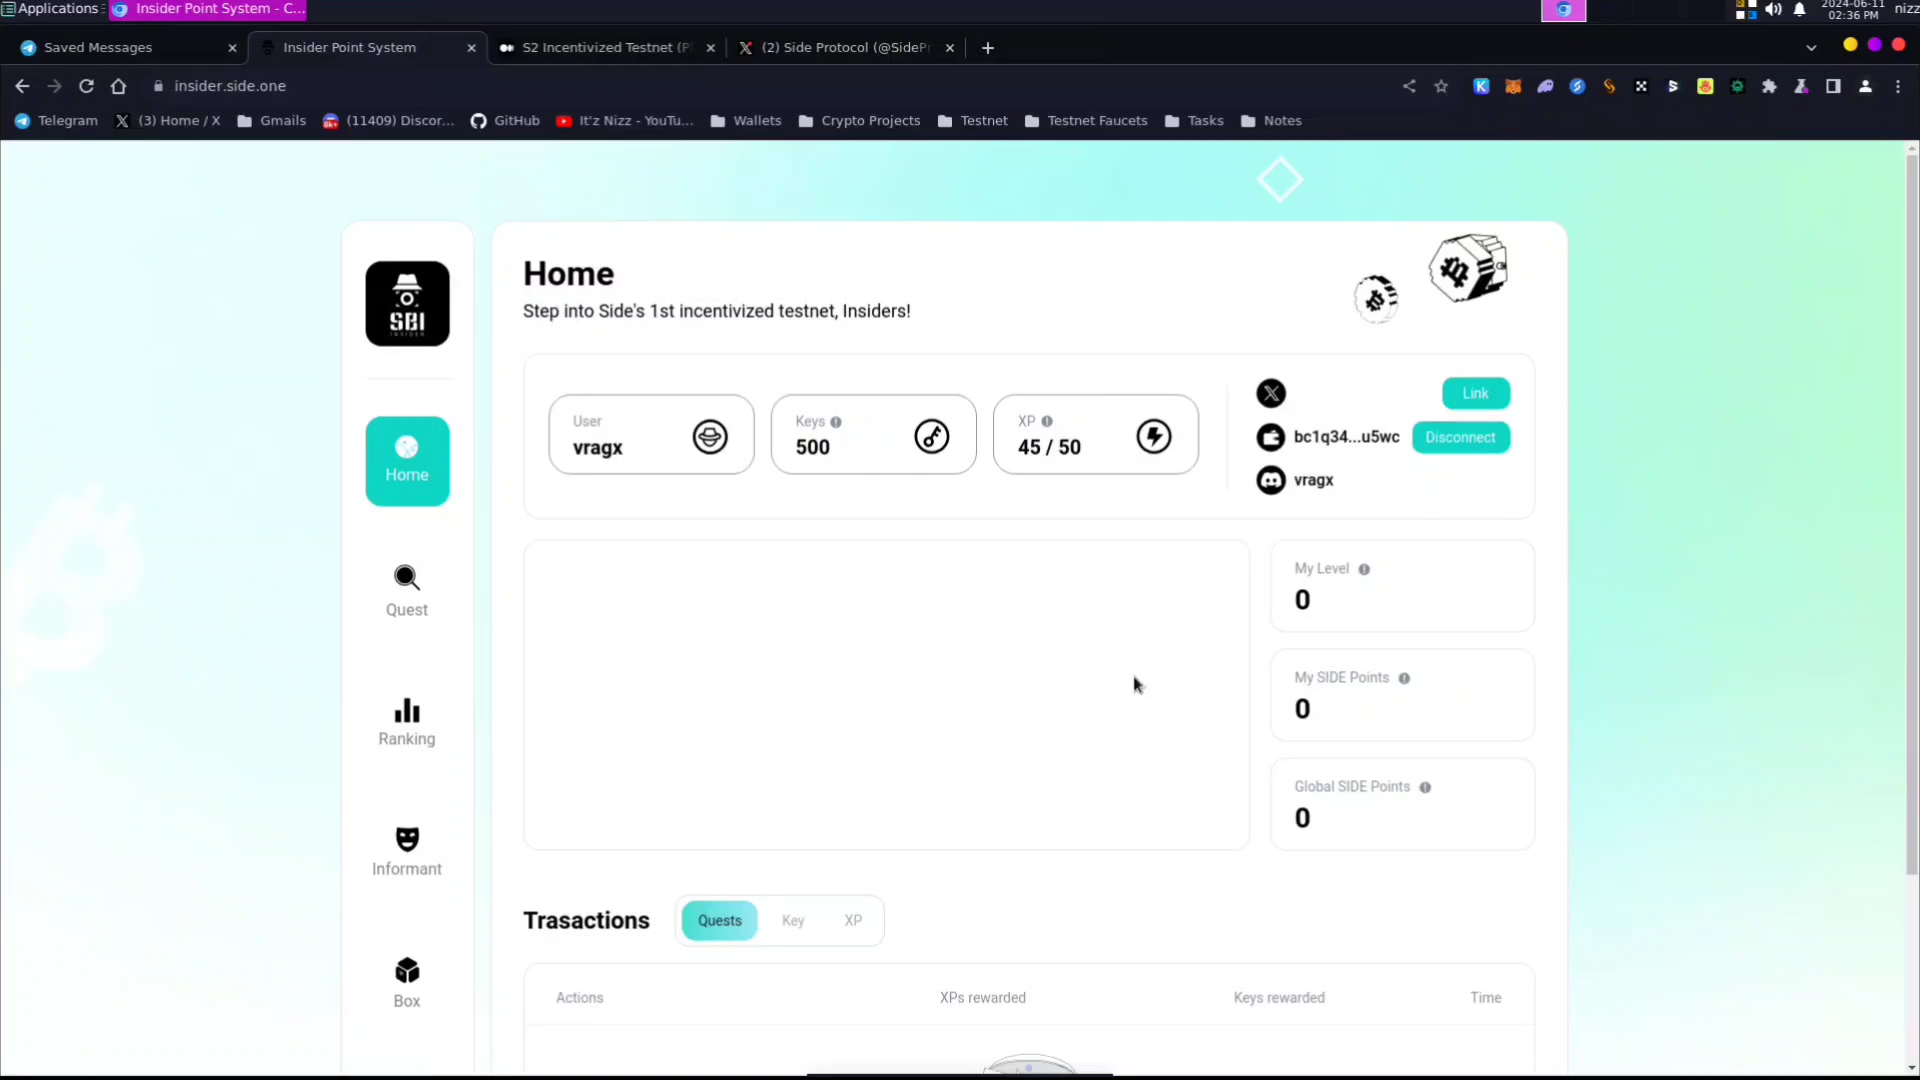 Applications
Insider Point System - C...
2024-06-11
02:36 PM
nizz
Saved Messages
Insider Point System
S2 Incentivized Testnet (P
(2) Side Protocol (@SidePr
insider.side.one
Telegram
(3) Home / X
Gmails
(11409) Discor...
GitHub
It'z Nizz - YouTu...
Wallets
Crypto Projects
Testnet
Testnet Faucets
Tasks
Notes
SBI
INSIDER
Home
Quest
Ranking
Informant
Box
Home
Step into Side's 1st incentivized testnet, Insiders!
User
vragx
Keys
500
XP
45 / 50
Link
bc1q34...u5wc
Disconnect
vragx
My Level
0
My SIDE Points
0
Global SIDE Points
0
Trasactions
Quests
Key
XP
Actions
XPs rewarded
Keys rewarded
Time